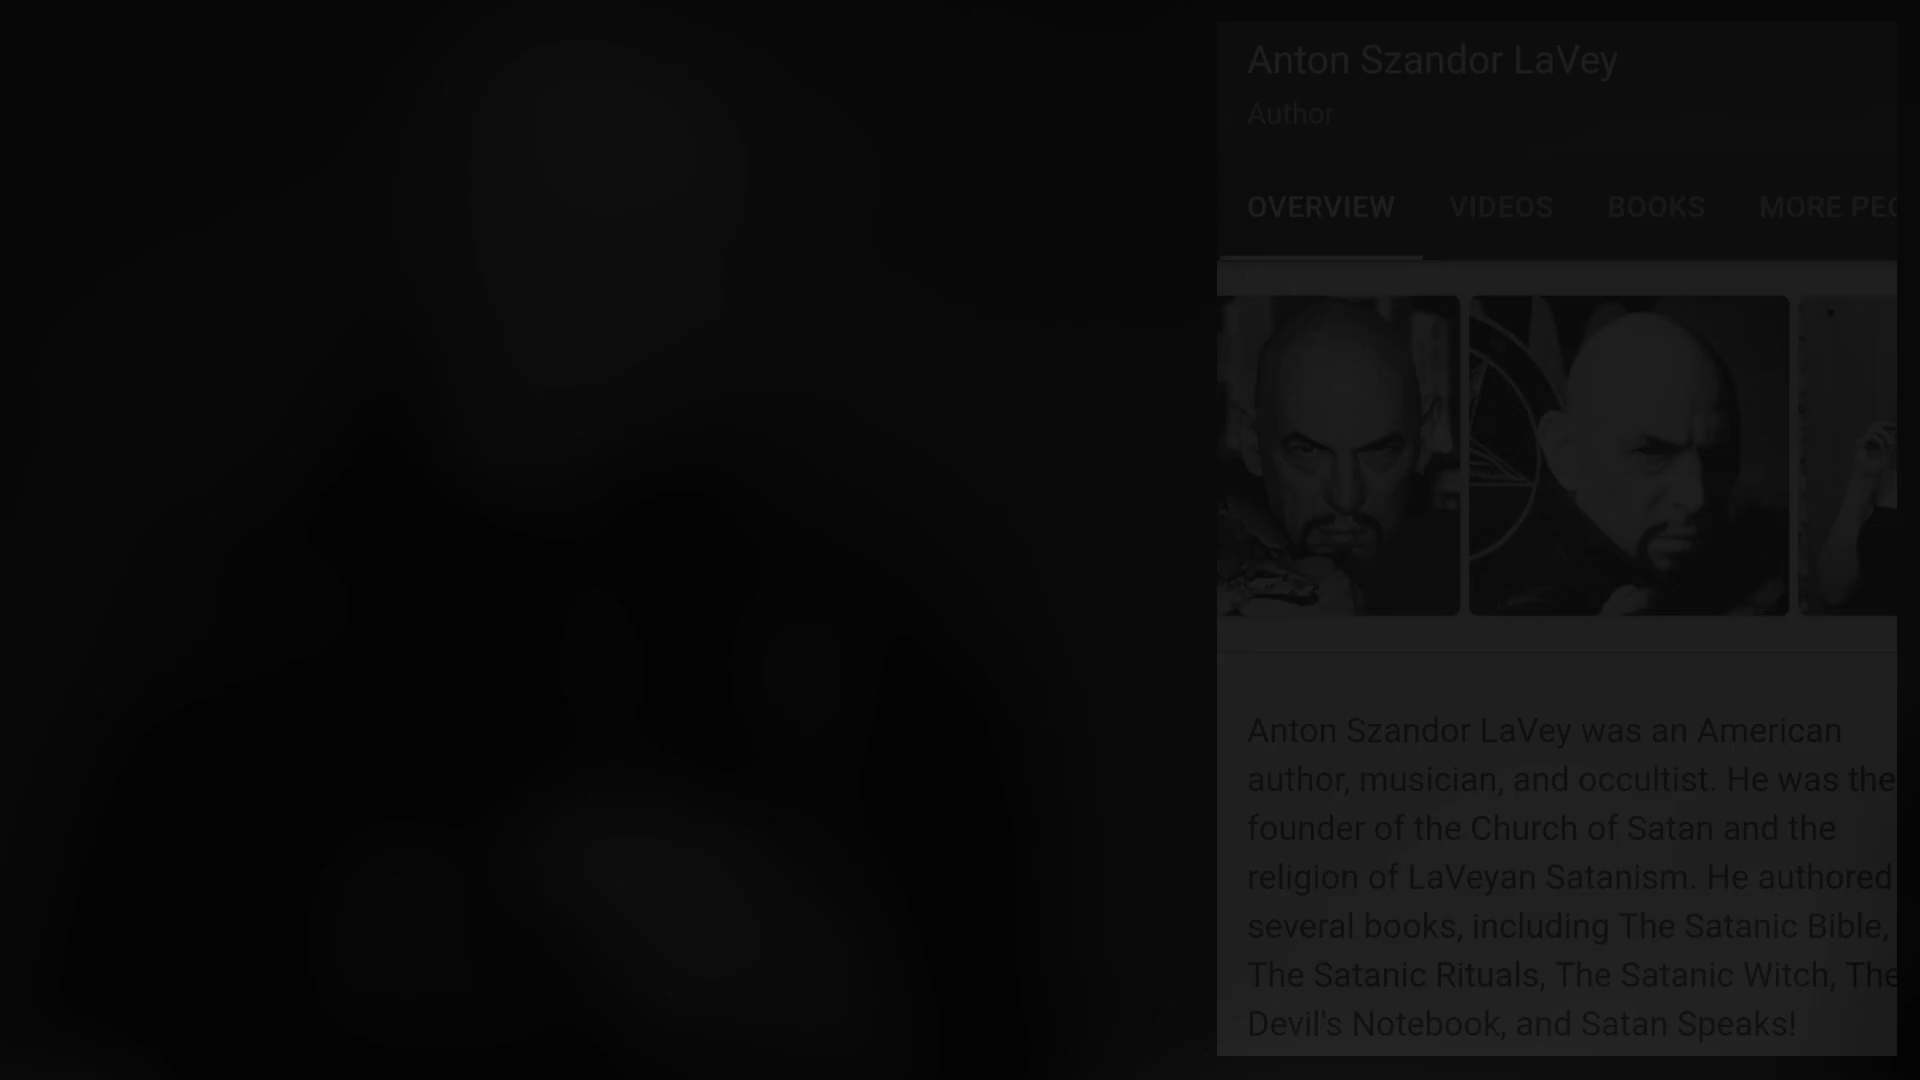 Anton Szandor LaVey
Author
OVERVIEW VIDEOS BOOKS MORE PEO
Anton Szandor LaVey was an American
author, musician, and occultist. He was the
founder of the Church of Satan and the
religion of LaVeyan Satanism. He authored
several books, including The Satanic Bible,
The Satanic Rituals, The Satanic Witch, The
Devil's Notebook, and Satan Speaks!